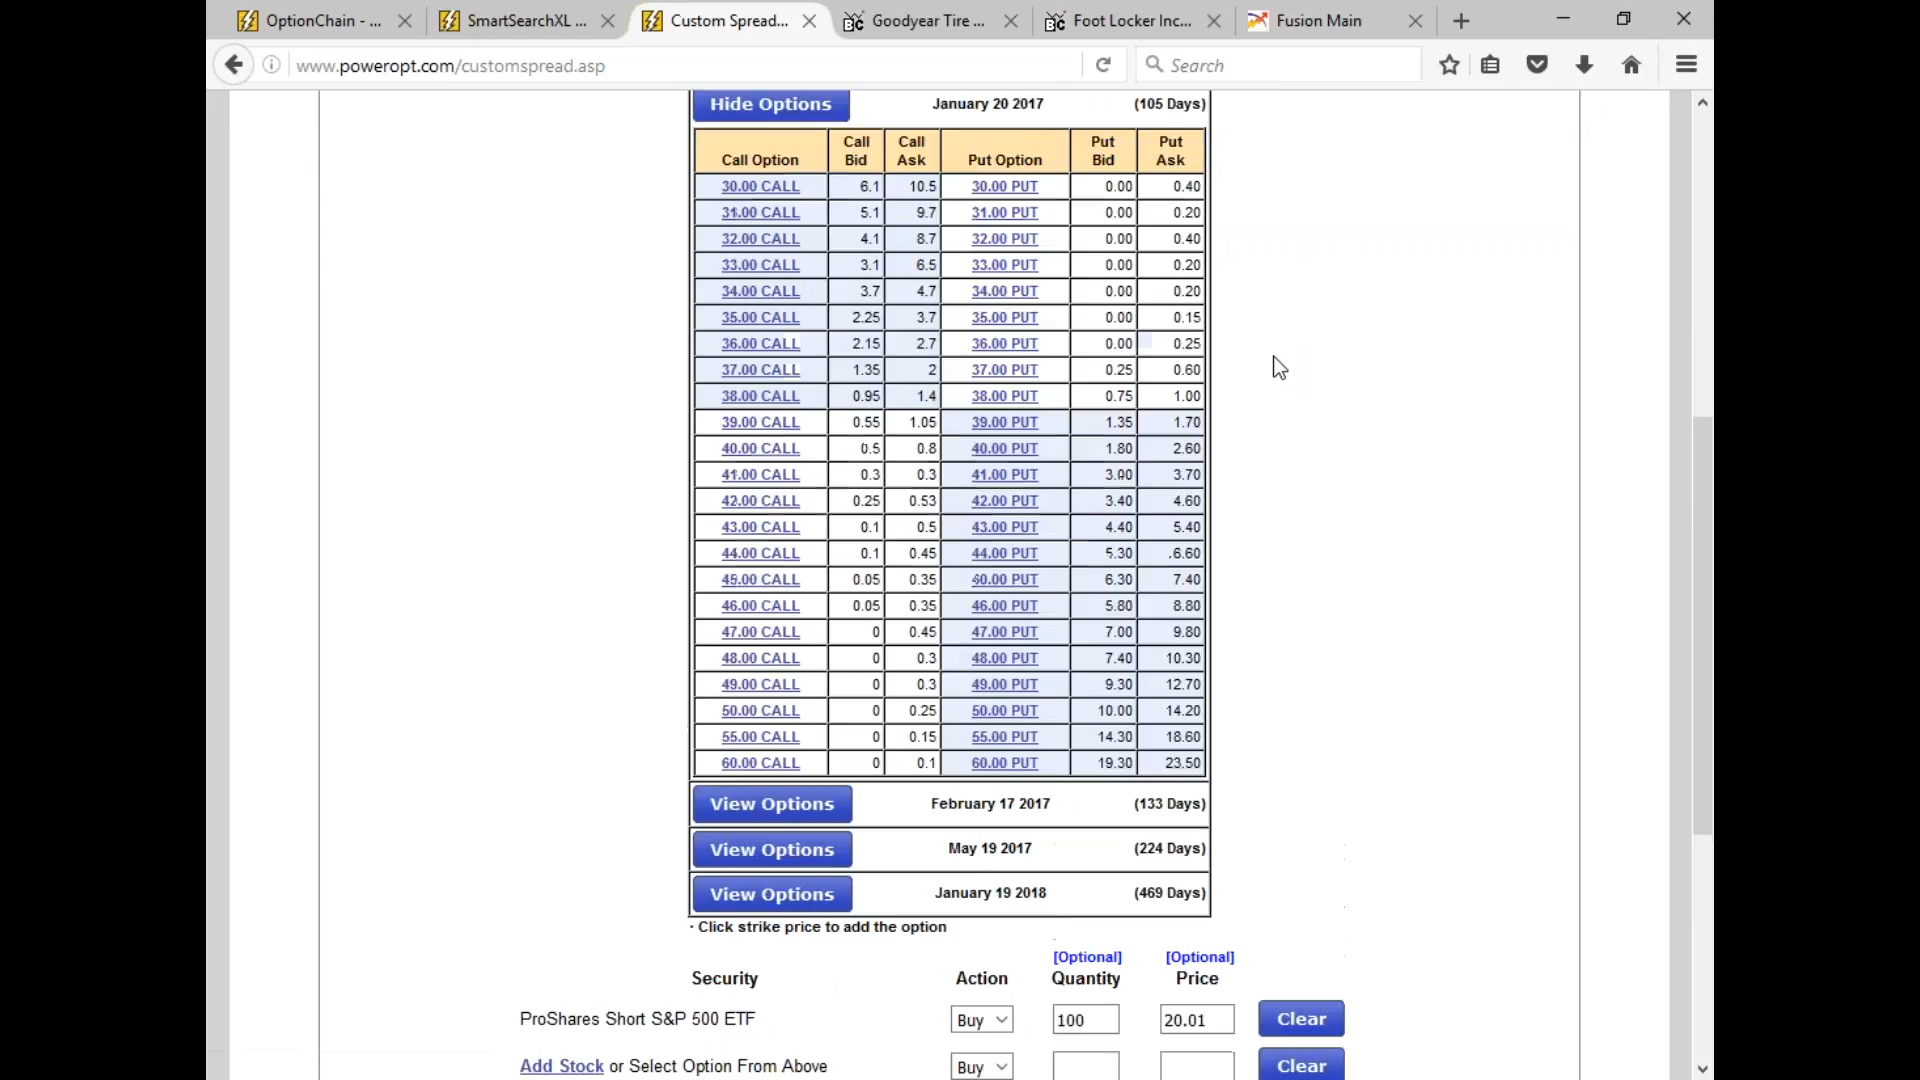 OptionChain - ... SmartSearchXL ... Custom Spread... Goodyear Tire ... Foot Locker Inc... Fusion Main
www.poweropt.com/customspread.asp Search
Hide Options January 20 2017 (105 Days)
Call Option Call Bid Call Ask Put Option Put Bid Put Ask
30.00 CALL 6.1 10.5 30.00 PUT 0.00 0.40
31.00 CALL 5.1 9.7 31.00 PUT 0.00 0.20
32.00 CALL 4.1 8.7 32.00 PUT 0.00 0.40
33.00 CALL 3.1 6.5 33.00 PUT 0.00 0.20
34.00 CALL 3.7 4.7 34.00 PUT 0.00 0.20
35.00 CALL 2.25 3.7 35.00 PUT 0.00 0.15
36.00 CALL 2.15 2.7 36.00 PUT 0.00 0.25
37.00 CALL 1.35 2 37.00 PUT 0.25 0.60
38.00 CALL 0.95 1.4 38.00 PUT 0.75 1.00
39.00 CALL 0.55 1.05 39.00 PUT 1.35 1.70
40.00 CALL 0.5 0.8 40.00 PUT 1.80 2.60
41.00 CALL 0.3 0.3 41.00 PUT 3.00 3.70
42.00 CALL 0.25 0.53 42.00 PUT 3.40 4.60
43.00 CALL 0.1 0.5 43.00 PUT 4.40 5.40
44.00 CALL 0.1 0.45 44.00 PUT 5.30 6.60
45.00 CALL 0.05 0.35 PUT 6.30 7.40
46.00 CALL 0.05 0.35 46.00 PUT 5.80 8.80
47.00 CALL 0 0.45 47.00 PUT 7.00 9.80
48.00 CALL 0 0.3 48.00 PUT 7.40 10.30
49.00 CALL 0 0.3 49.00 PUT 9.30 12.70
50.00 CALL 0 0.25 50.00 PUT 10.00 14.20
55.00 CALL 0 0.15 55.00 PUT 14.30 18.60
60.00 CALL 0 0.1 60.00 PUT 19.30 23.50
View Options February 17 2017 (133 Days)
View Options May 19 2017 (224 Days)
View Options January 19 2018 (469 Days)
· Click strike price to add the option
[Optional] [Optional]
Security Action Quantity Price
ProShares Short S&P 500 ETF Buy 100 20.01 Clear
Add Stock or Select Option From Above Buy Clear